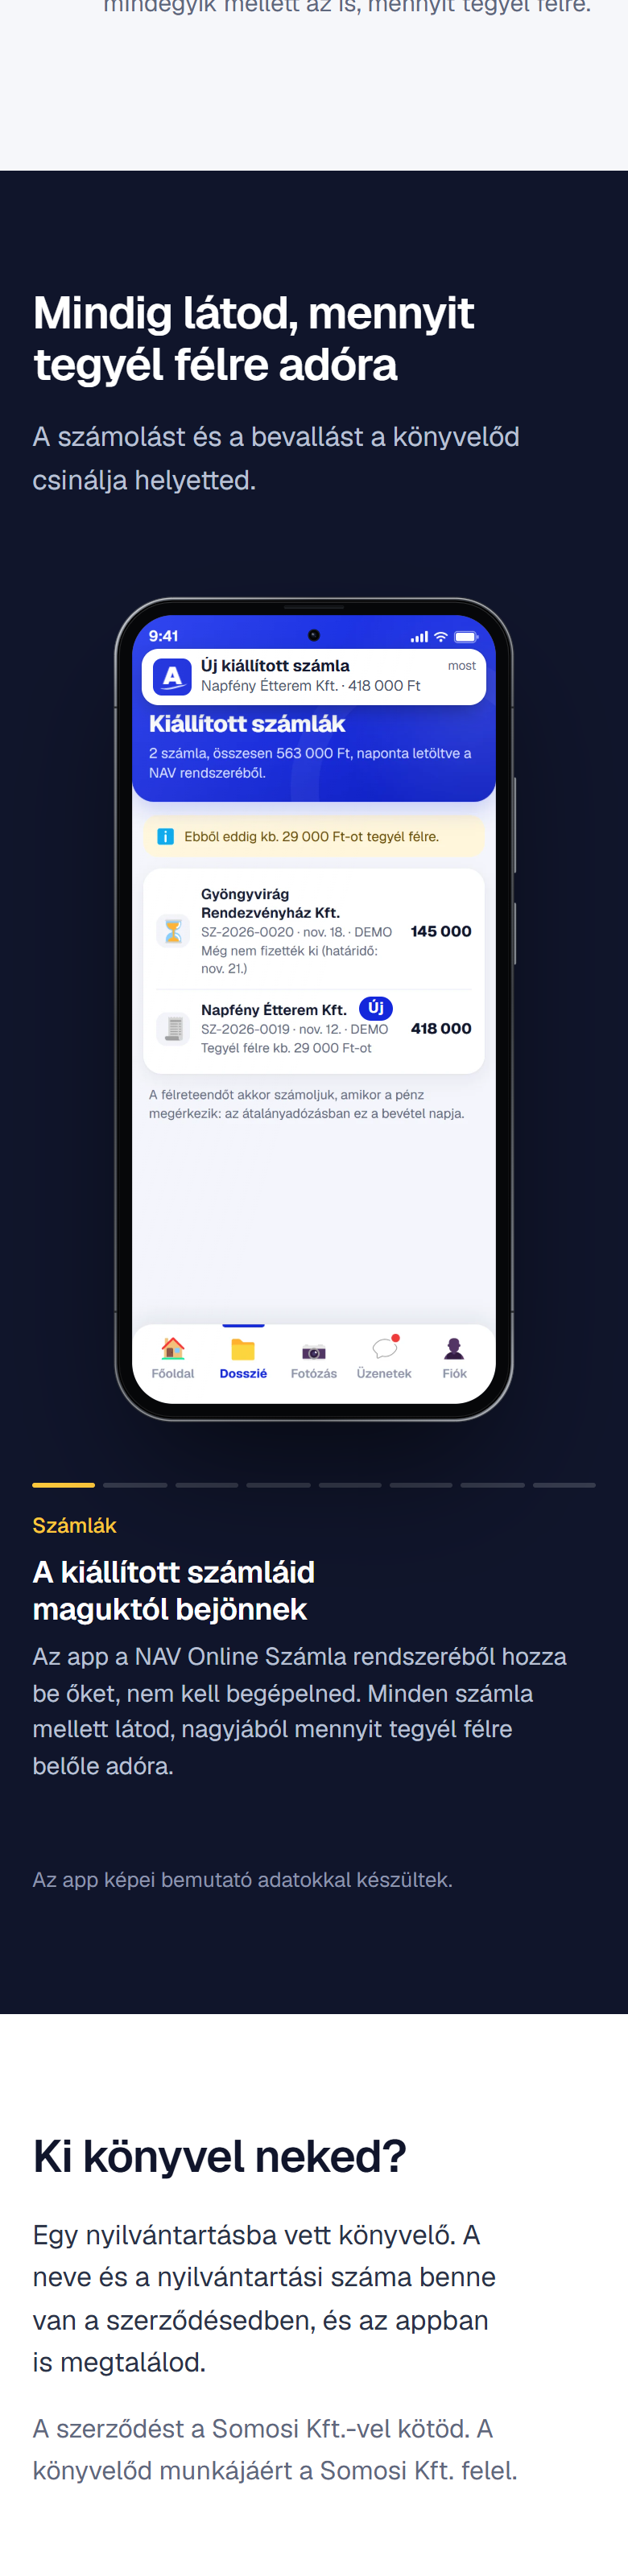 mindegyik mellett az is, mennyit tegyél félre.
Mindig látod, mennyit
tegyél félre adóra
A számolást és a bevallást a könyvelőd
csinálja helyetted.
9:41
A
Új kiállított számla
most
Napfény Étterem Kft. · 418 000 Ft
Kiállított számlák
2 számla, összesen 563 000 Ft, naponta letöltve a
NAV rendszeréből.
Ebből eddig kb. 29 000 Ft-ot tegyél félre.
Gyöngyvirág
Rendezvényház Kft.
SZ-2026-0020 · nov. 18. · DEMO
145 000
Még nem fizették ki (határidő:
nov. 21.)
Napfény Étterem Kft. Új
SZ-2026-0019 · nov. 12. · DEMO
418 000
Tegyél félre kb. 29 000 Ft-ot
A félreteendőt akkor számoljuk, amikor a pénz
megérkezik: az átalányadózásban ez a bevétel napja.
Főoldal Dosszié Fotózás Üzenetek Fiók
Számlák
A kiállított számláid
maguktól bejönnek
Az app a NAV Online Számla rendszeréből hozza
be őket, nem kell begépelned. Minden számla
mellett látod, nagyjából mennyit tegyél félre
belőle adóra.
Az app képei bemutató adatokkal készültek.
Ki könyvel neked?
Egy nyilvántartásba vett könyvelő. A
neve és a nyilvántartási száma benne
van a szerződésedben, és az appban
is megtalálod.
A szerződést a Somosi Kft.-vel kötöd. A
könyvelőd munkájáért a Somosi Kft. felel.